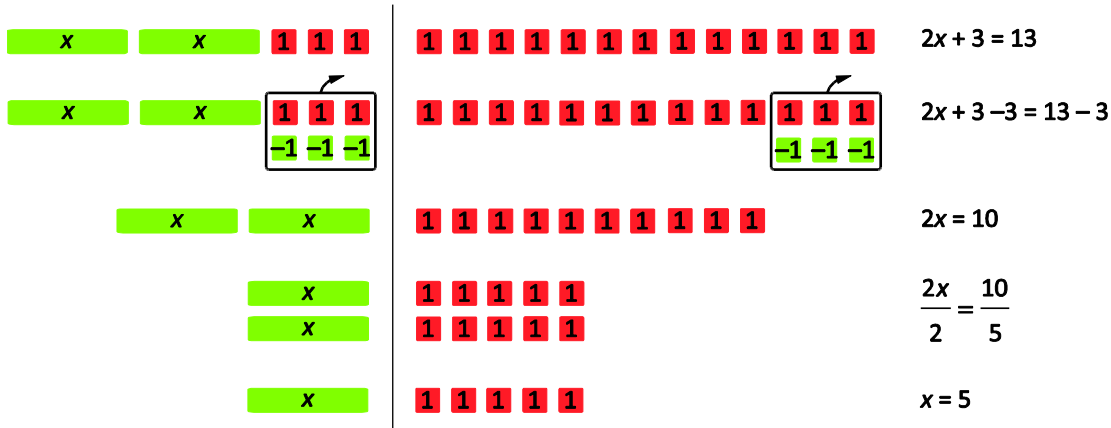 x x 1 1 1 1 1 1 1 1 1 1 1 1 1 1 1 1 2x + 3 = 13
x x 1 1 1 1 1 1 1 1 1 1 1 1 1 1 1 1 2x + 3 –3 = 13 – 3
–1 –1 –1 –1 –1 –1
x x 1 1 1 1 1 1 1 1 1 1 2x = 10
x 1 1 1 1 1 2x/2 = 10/5
x 1 1 1 1 1
x 1 1 1 1 1 x = 5